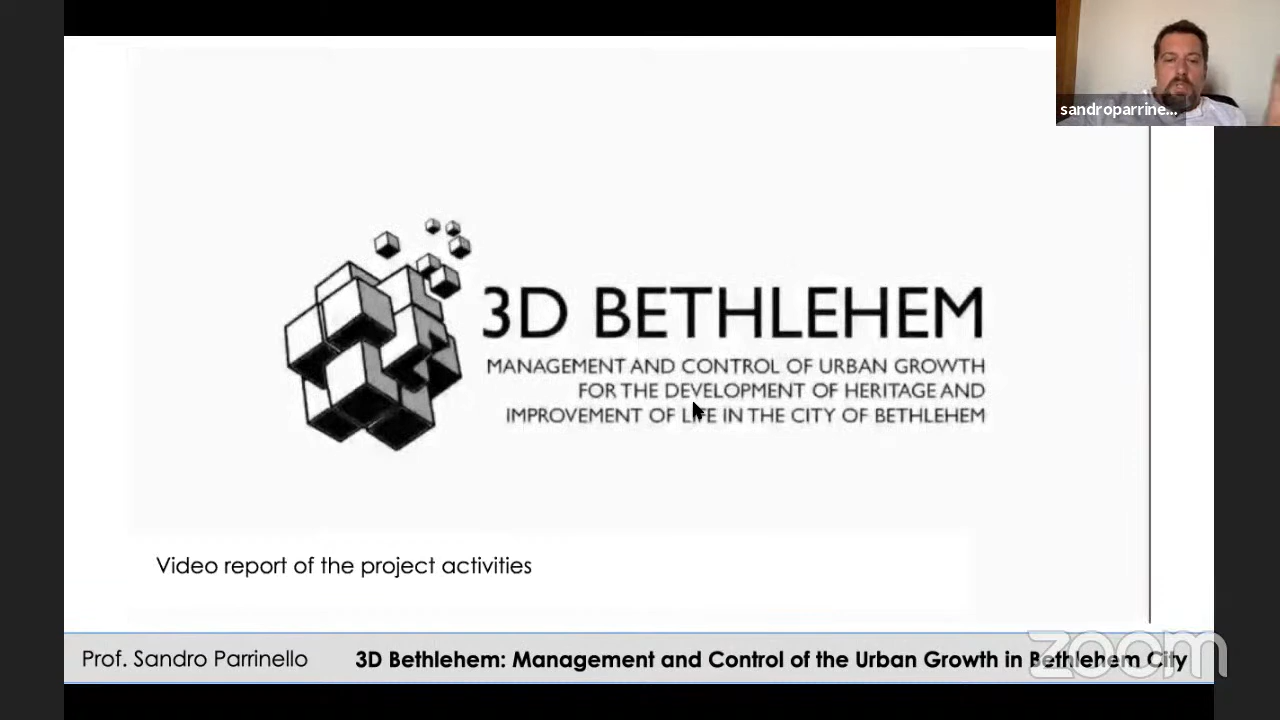 sandroparrine...
3D BETHLEHEM
MANAGEMENT AND CONTROL OF URBAN GROWTH
FOR THE DEVELOPMENT OF HERITAGE AND
IMPROVEMENT OF LIFE IN THE CITY OF BETHLEHEM
Video report of the project activities
Prof. Sandro Parrinello
3D Bethlehem: Management and Control of the Urban Growth in Bethlehem City
zoom